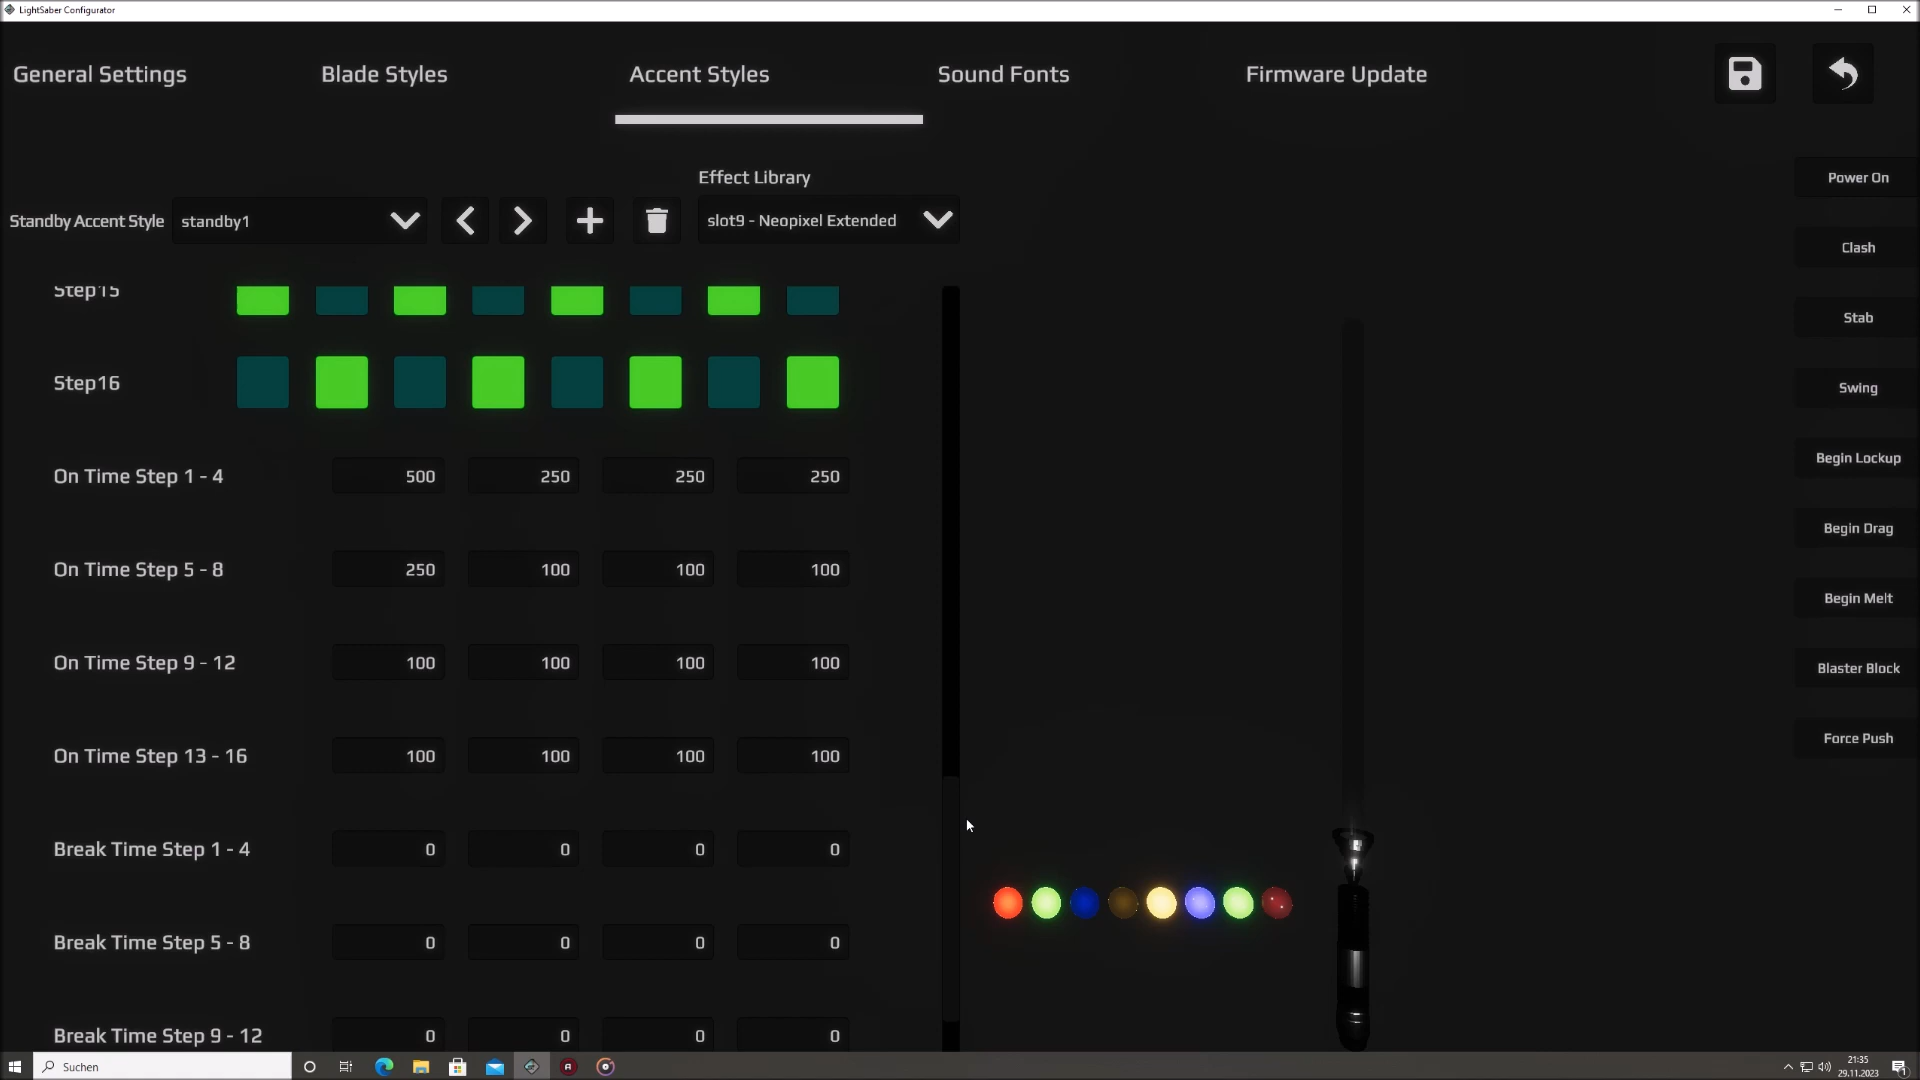 LightSaber Configurator
General Settings
Blade Styles
Accent Styles
Sound Fonts
Firmware Update
Effect Library
Standby Accent Style
standby1
slot9 - Neopixel Extended
Step15
Step16
On Time Step 1 - 4 500 250 250 250
On Time Step 5 - 8 250 100 100 100
On Time Step 9 - 12 100 100 100 100
On Time Step 13 - 16 100 100 100 100
Break Time Step 1 - 4 0 0 0 0
Break Time Step 5 - 8 0 0 0 0
Break Time Step 9 - 12 0 0 0 0
Power On
Clash
Stab
Swing
Begin Lockup
Begin Drag
Begin Melt
Blaster Block
Force Push
Suchen
21:35
29.11.2023
1